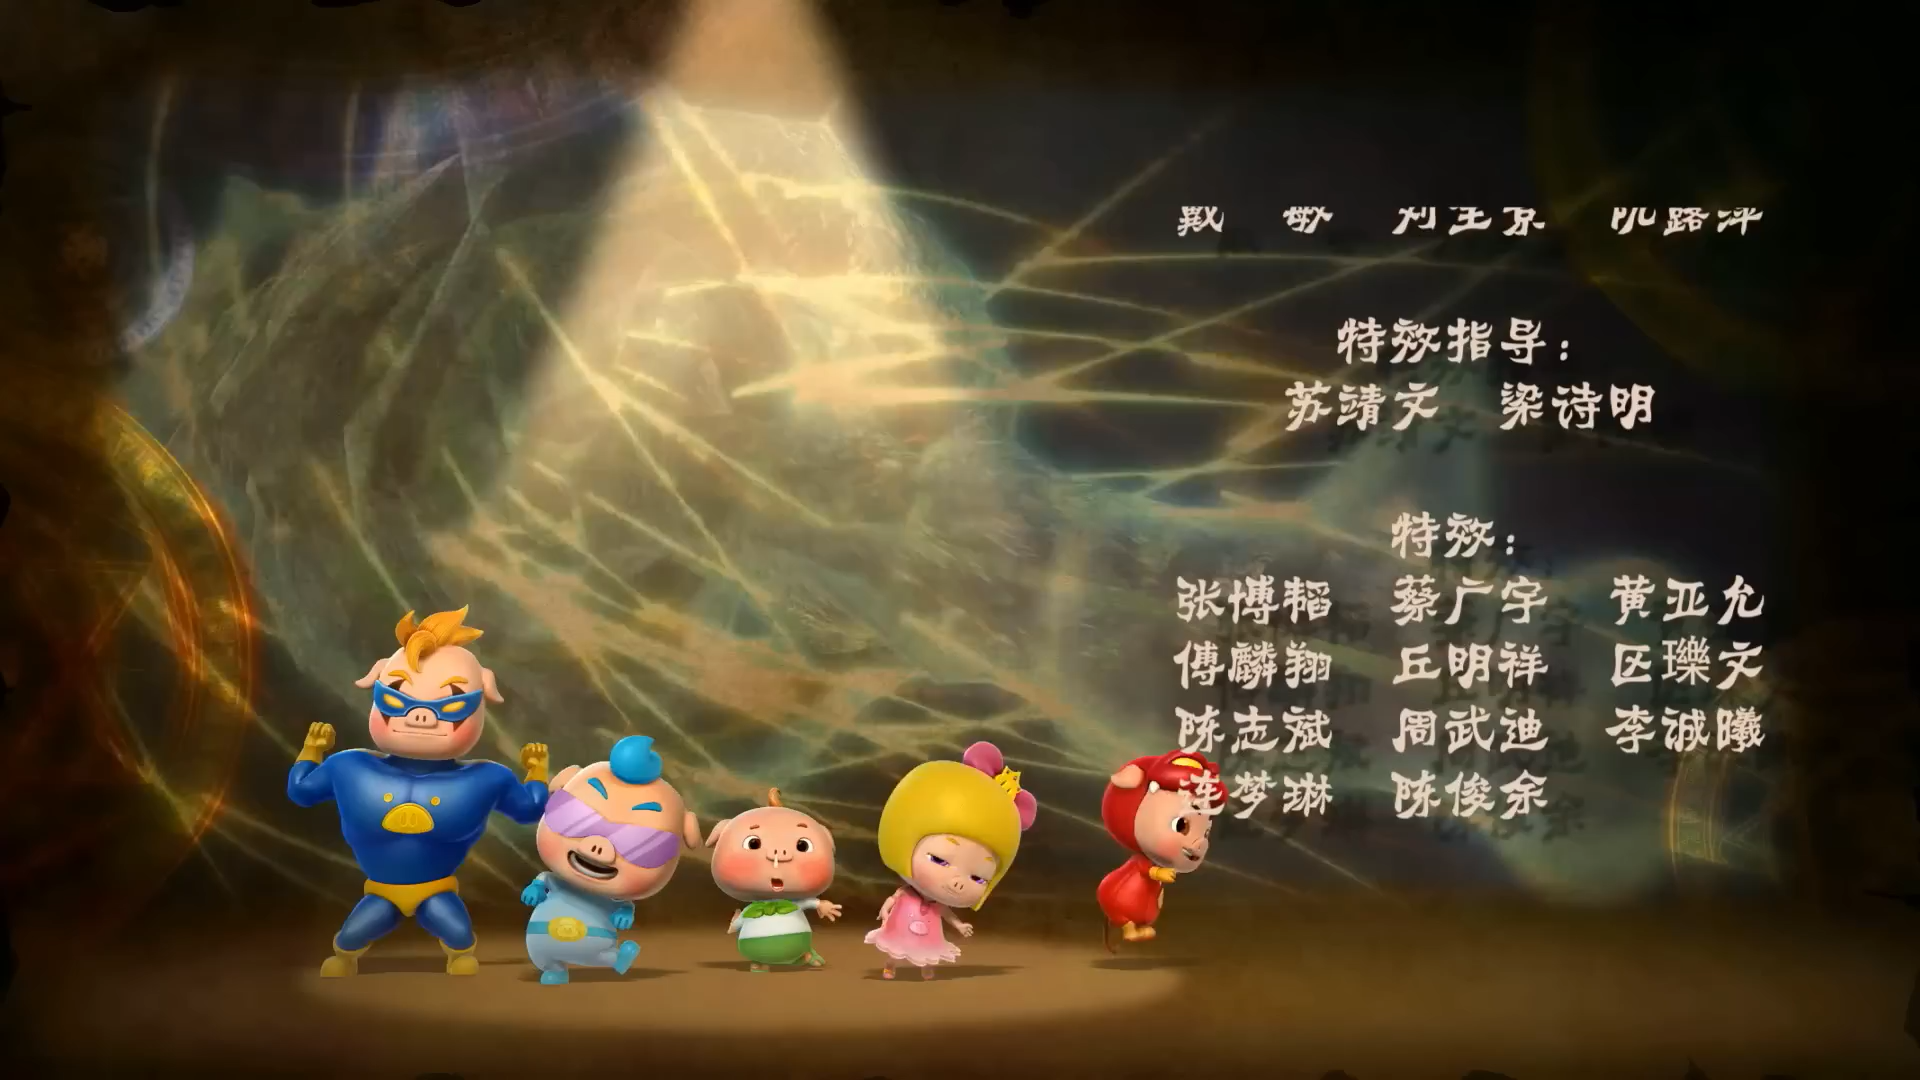 特效指导：
苏靖文 梁诗明
特效：
张博韬 蔡广宇 黄亚允
傅麟翔 丘明祥 区瓅文
陈志斌 周武迪 李诚曦
连梦琳 陈俊余